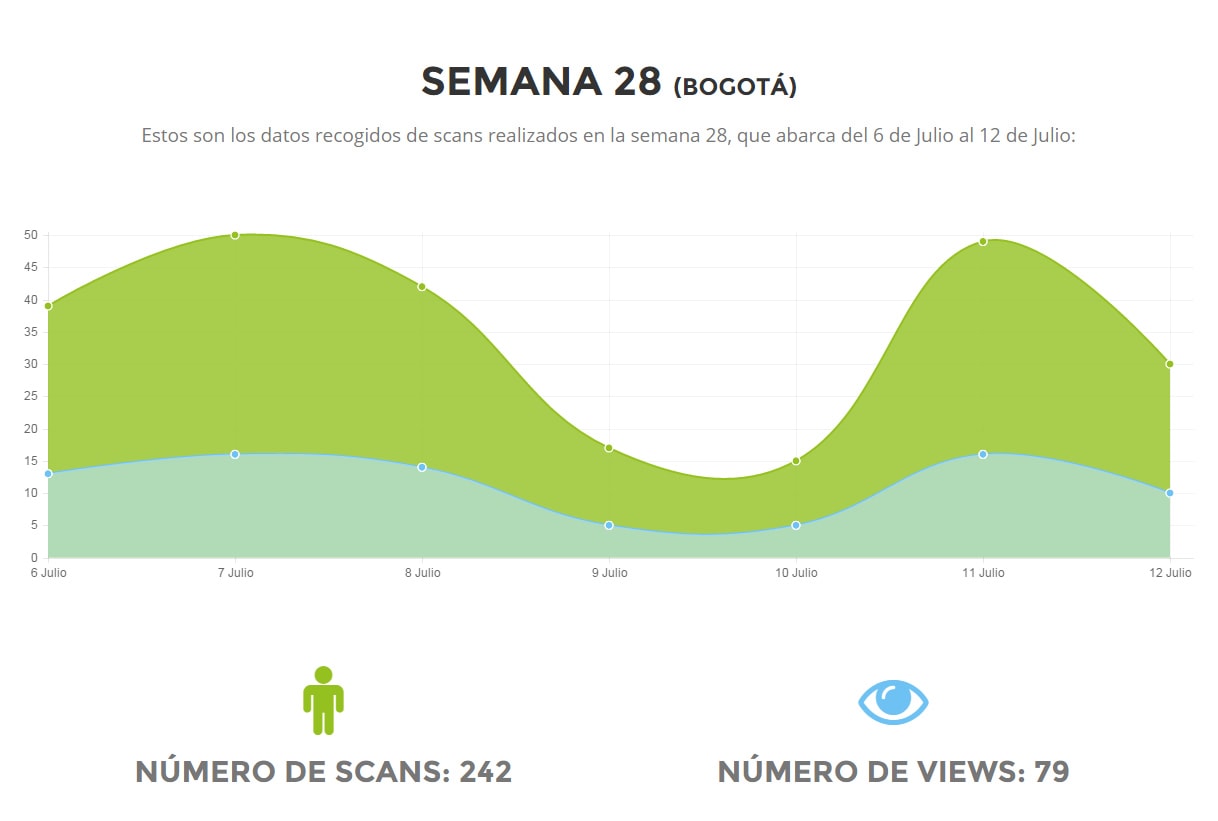 SEMANA 28 (BOGOTÁ)
Estos son los datos recogidos de scans realizados en la semana 28, que abarca del 6 de Julio al 12 de Julio:
50
45
40
35
30
25
20
15
10
5
0
6 Julio 7 Julio 8 Julio 9 Julio 10 Julio 11 Julio 12 Julio
NÚMERO DE SCANS: 242 NÚMERO DE VIEWS: 79